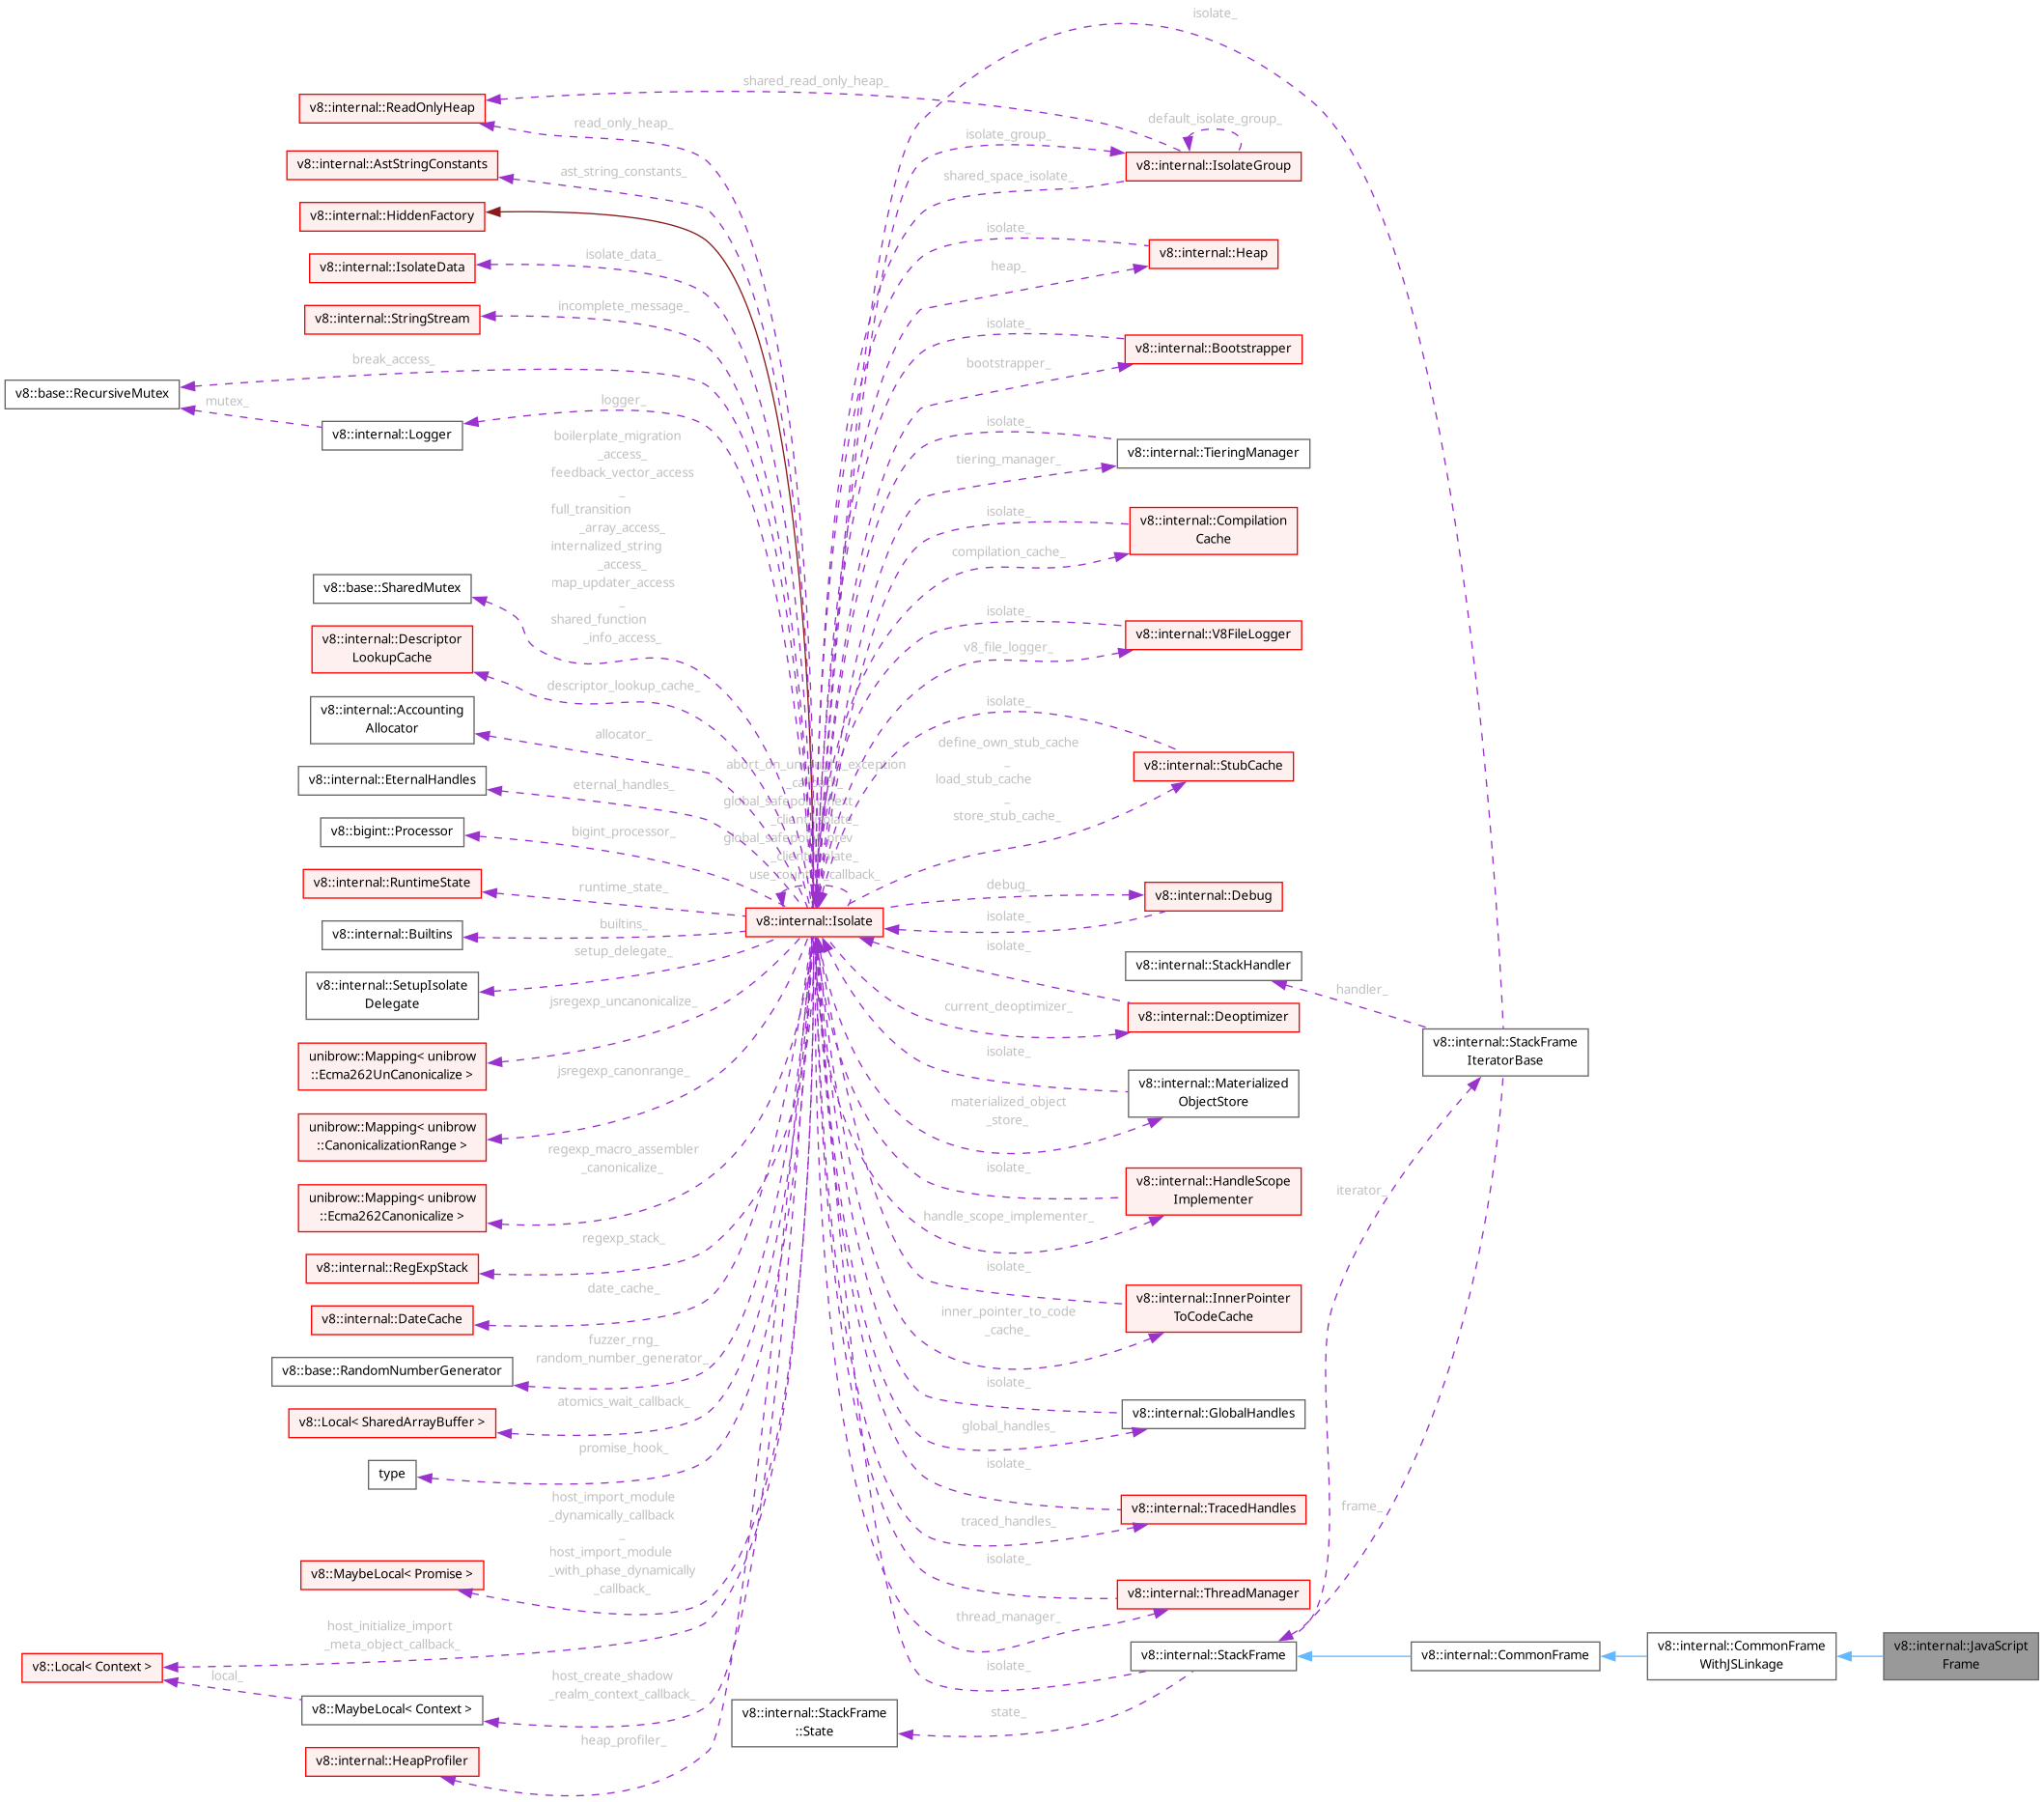 isolate_
shared_read_only_heap_
v8::internal::ReadOnlyHeap
read_only_heap_
isolate_group_
default_isolate_group_
v8::internal::AstStringConstants
ast_string_constants_
shared_space_isolate_
v8::internal::IsolateGroup
v8::internal::HiddenFactory
isolate_
v8::internal::Heap
heap_
v8::internal::IsolateData
isolate_data_
v8::internal::StringStream
incomplete_message_
isolate_
v8::internal::Bootstrapper
bootstrapper_
v8::base::RecursiveMutex
break_access_
mutex_
v8::internal::Logger
logger_
isolate_
v8::internal::TieringManager
tiering_manager_
boilerplate_migration
_access_
feedback_vector_access
_
full_transition
_array_access_
internalized_string
_access_
map_updater_access
_
shared_function
_info_access_
isolate_
v8::internal::Compilation
Cache
compilation_cache_
v8::base::SharedMutex
v8::internal::Descriptor
LookupCache
descriptor_lookup_cache_
isolate_
v8::internal::V8FileLogger
v8_file_logger_
v8::internal::Accounting
Allocator
allocator_
isolate_
v8::internal::StubCache
define_own_stub_cache
_
load_stub_cache
_
store_stub_cache_
v8::internal::EternalHandles
eternal_handles_
v8::bigint::Processor
bigint_processor_
use_counter_callback_
v8::internal::RuntimeState
runtime_state_
v8::internal::Isolate
debug_
v8::internal::Debug
isolate_
v8::internal::Builtins
builtins_
v8::internal::SetupIsolate
Delegate
setup_delegate_
isolate_
v8::internal::StackHandler
handler_
v8::internal::Deoptimizer
current_deoptimizer_
v8::internal::StackFrame
IteratorBase
unibrow::Mapping< unibrow
::Ecma262UnCanonicalize >
jsregexp_uncanonicalize_
isolate_
v8::internal::Materialized
ObjectStore
materialized_object
_store_
unibrow::Mapping< unibrow
::CanonicalizationRange >
jsregexp_canonrange_
isolate_
v8::internal::HandleScope
Implementer
handle_scope_implementer_
iterator_
unibrow::Mapping< unibrow
::Ecma262Canonicalize >
regexp_macro_assembler
_canonicalize_
v8::internal::RegExpStack
regexp_stack_
isolate_
v8::internal::InnerPointer
ToCodeCache
inner_pointer_to_code
_cache_
v8::internal::DateCache
date_cache_
v8::base::RandomNumberGenerator
fuzzer_rng_
random_number_generator_
isolate_
v8::internal::GlobalHandles
global_handles_
v8::Local< SharedArrayBuffer >
atomics_wait_callback_
type
promise_hook_
isolate_
v8::internal::TracedHandles
traced_handles_
frame_
v8::MaybeLocal< Promise >
host_import_module
_dynamically_callback
_
host_import_module
_with_phase_dynamically
_callback_
isolate_
v8::internal::ThreadManager
thread_manager_
v8::Local< Context >
host_initialize_import
_meta_object_callback_
local_
v8::MaybeLocal< Context >
host_create_shadow
_realm_context_callback_
isolate_
v8::internal::StackFrame
v8::internal::CommonFrame
v8::internal::CommonFrame
WithJSLinkage
v8::internal::JavaScript
Frame
v8::internal::StackFrame
::State
state_
v8::internal::HeapProfiler
heap_profiler_